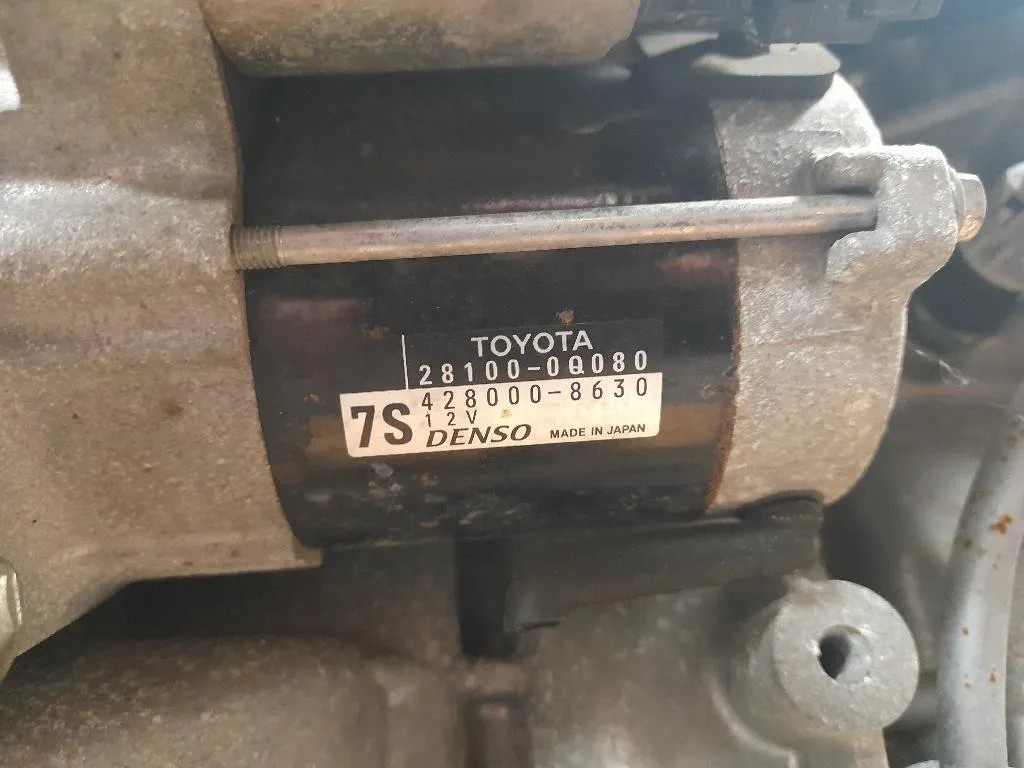 TOYOTA
28100-0Q080
428000-8630
12V
7S DENSO MADE IN JAPAN